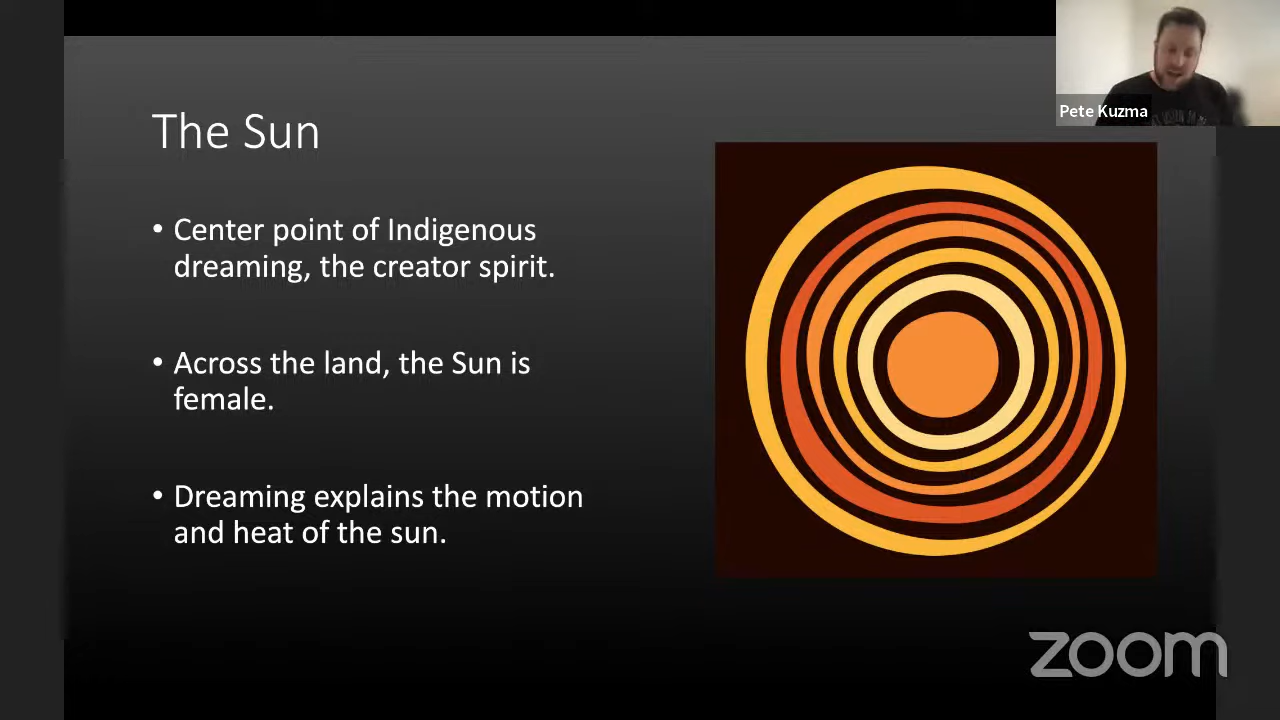 Pete Kuzma
The Sun
• Center point of Indigenous
dreaming, the creator spirit.
• Across the land, the Sun is
female.
• Dreaming explains the motion
and heat of the sun.
zoom